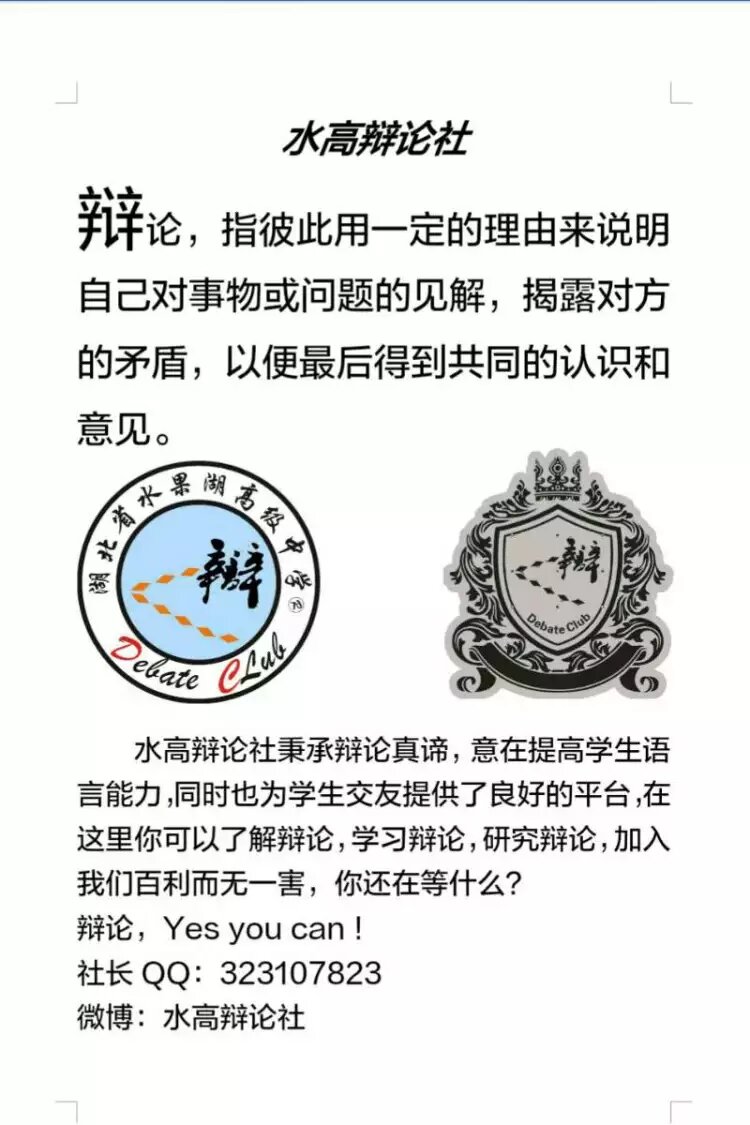 水高辩论社
辩论，指彼此用一定的理由来说明
自己对事物或问题的见解，揭露对方
的矛盾，以便最后得到共同的认识和
意见。
湖北省水果湖高级中学®
辩
Debate CLub
辩
Debate Club
水高辩论社秉承辩论真谛，意在提高学生语
言能力,同时也为学生交友提供了良好的平台,在
这里你可以了解辩论,学习辩论,研究辩论,加入
我们百利而无一害，你还在等什么?
辩论，Yes you can !
社长 QQ：323107823
微博：水高辩论社